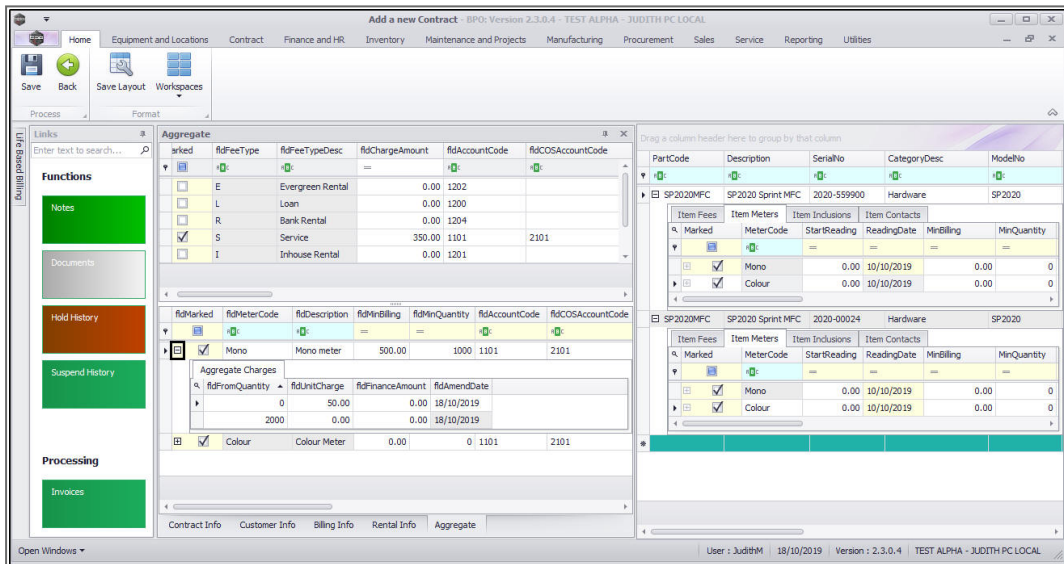 Add a new Contract - BPO: Version 2.3.0.4 - TEST ALPHA - JUDITH PC LOCAL
Home Equipment and Locations Contract Finance and HR Inventory Maintenance and Projects Manufacturing Procurement Sales Service Reporting Utilities
Save Back Save Layout Workspaces
Process Format
Life Based Billing
Links
Enter text to search...
Functions
Notes
Documents
Hold History
Suspend History
Processing
Invoices
Aggregate
arked fldFeeType fldFeeTypeDesc fldChargeAmount fldAccountCode fldCOSAccountCode
E Evergreen Rental 0.00 1202
L Loan 0.00 1200
R Bank Rental 0.00 1204
S Service 350.00 1101 2101
I Inhouse Rental 0.00 1201
fldMarked fldMeterCode fldDescription fldMinBilling fldMinQuantity fldAccountCode fldCOSAccountCode
Mono Mono meter 500.00 1000 1101 2101
Aggregate Charges
fldFromQuantity fldUnitCharge fldFinanceAmount fldAmendDate
0 50.00 0.00 18/10/2019
2000 0.00 0.00 18/10/2019
Colour Colour Meter 0.00 0 1101 2101
Contract Info Customer Info Billing Info Rental Info Aggregate
Drag a column header here to group by that column
PartCode Description SerialNo CategoryDesc ModelNo
SP2020MFC SP2020 Sprint MFC 2020-559900 Hardware SP2020
Item Fees Item Meters Item Inclusions Item Contacts
Marked MeterCode StartReading ReadingDate MinBilling MinQuantity
Mono 0.00 10/10/2019 0.00 0
Colour 0.00 10/10/2019 0.00 0
SP2020MFC SP2020 Sprint MFC 2020-00024 Hardware SP2020
Item Fees Item Meters Item Inclusions Item Contacts
Marked MeterCode StartReading ReadingDate MinBilling MinQuantity
Mono 0.00 10/10/2019 0.00 0
Colour 0.00 10/10/2019 0.00 0
Open Windows User : JudithM 18/10/2019 Version : 2.3.0.4 TEST ALPHA - JUDITH PC LOCAL